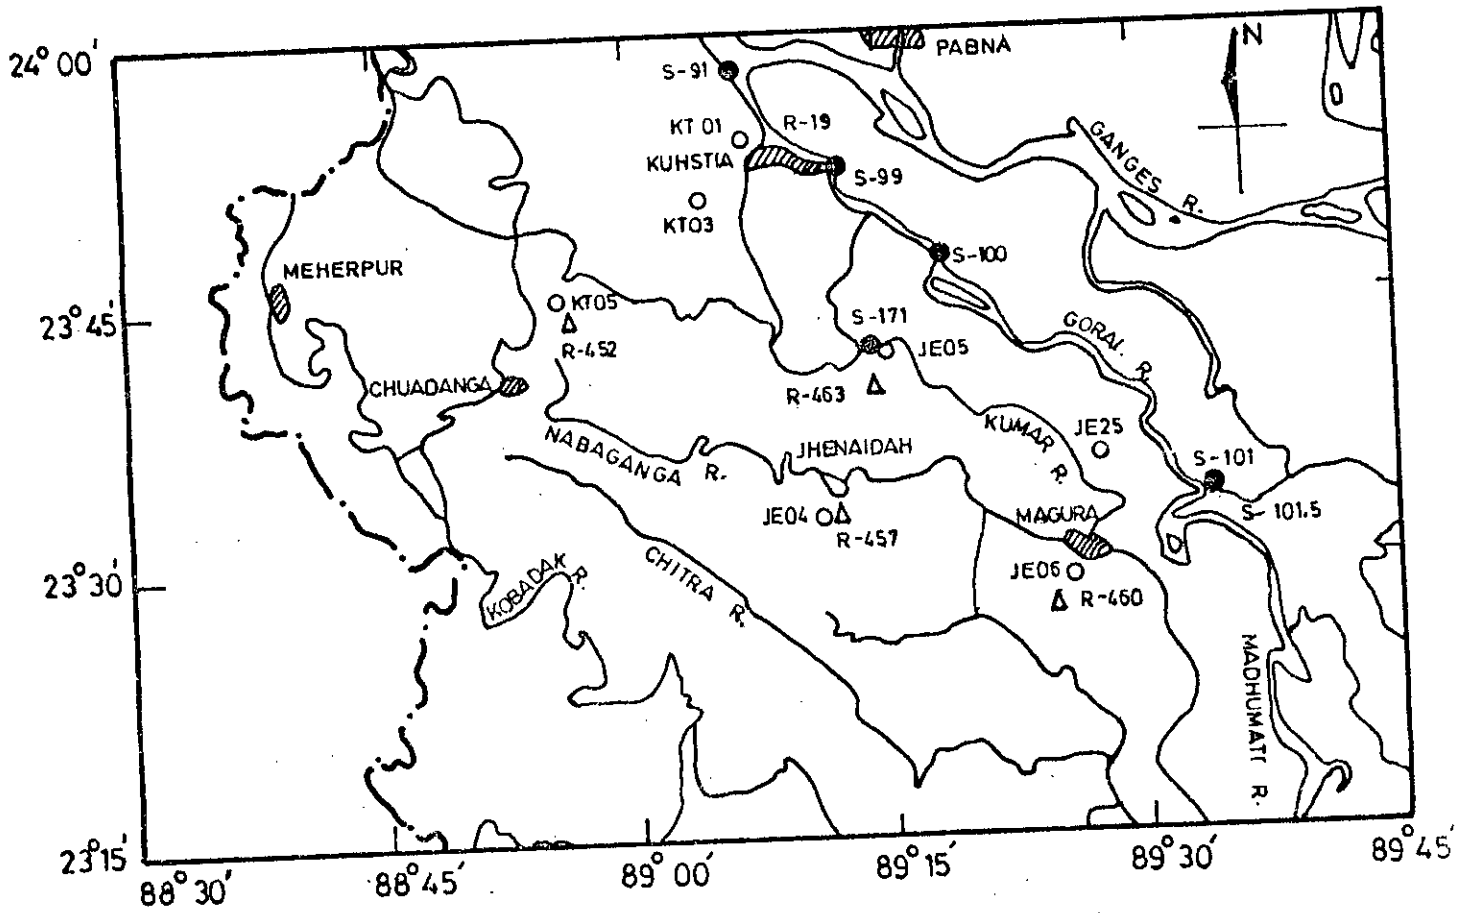 24° 00'
S-91
PABNA
N
KT 01
R-19
KUHSTIA
S-99
GANGES R.
KT03
S-100
MEHERPUR
KT05
23° 45'
R-452
S-171
JE05
GORAI. R.
CHUADANGA
R-463
KUMAR R.
JE25
NABAGANGA R.
JHENAIDAH
S-101
JE04
R-457
MAGURA
S-101.5
CHITRA R.
KOBADAK R.
JE06
R-460
23° 30'
MADHUMATI R.
23° 15'
88° 30'
88° 45'
89° 00'
89° 15'
89° 30'
89° 45'